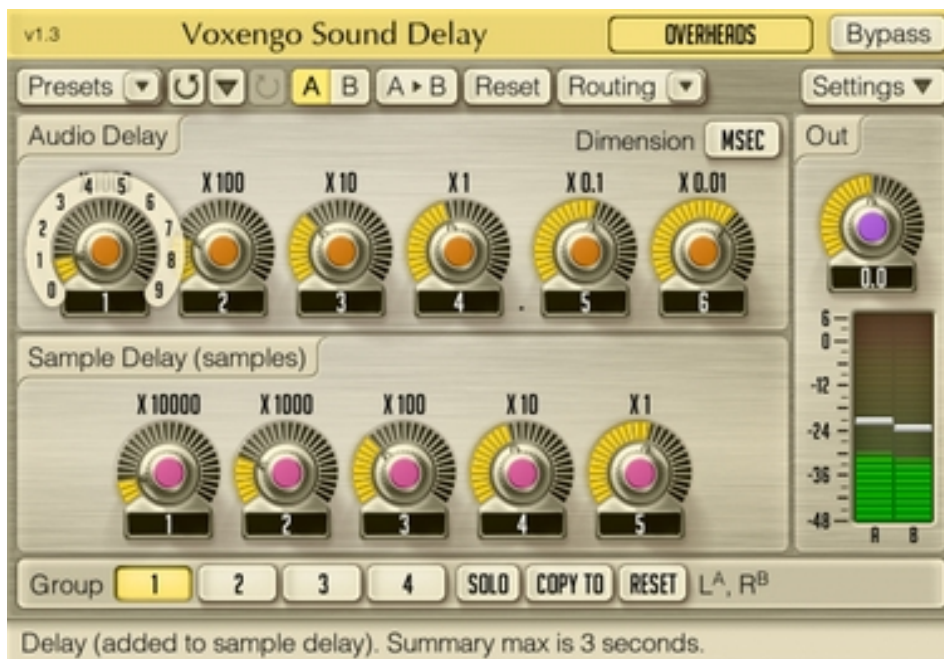 v1.3 Voxengo Sound Delay OVERHEADS Bypass
Presets A B A ▸ B Reset Routing Settings
Audio Delay Dimension MSEC Out
X 100 X 10 X 1 X 0.1 X 0.01
0 1 2 3 4 5 6 7 8 9
1 2 3 4 . 5 6
0.0
Sample Delay (samples)
X 10000 X 1000 X 100 X 10 X 1
1 2 3 4 5
6
0
-12
-24
-36
-48
A B
Group 1 2 3 4 SOLO COPY TO RESET L^A, R^B
Delay (added to sample delay). Summary max is 3 seconds.